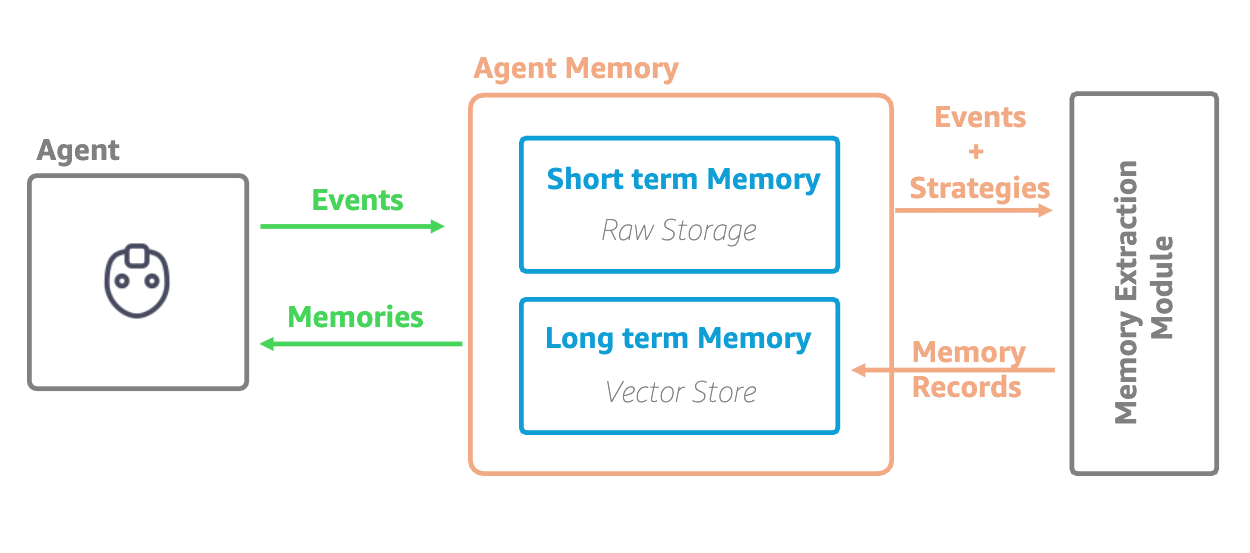 Agent Memory
Agent
Events
Memories
Short term Memory
Raw Storage
Long term Memory
Vector Store
Events
+
Strategies
Memory
Records
Memory Extraction
Module